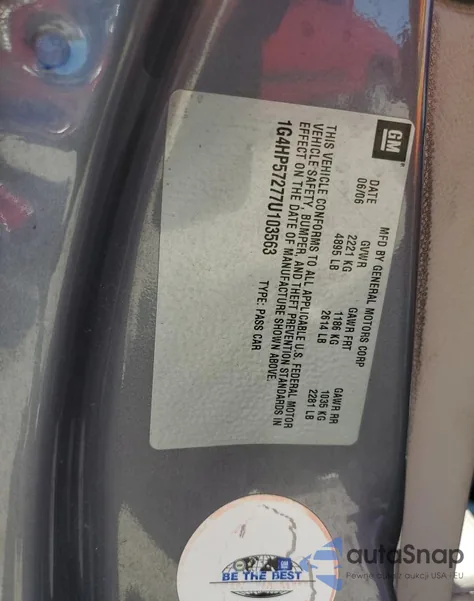 GM
MFD BY GENERAL MOTORS CORP
DATE GVWR GAWR FRT GAWR RR
06/06 2221 KG 1186 KG 1035 KG
4895 LB 2614 LB 2281 LB
THIS VEHICLE CONFORMS TO ALL APPLICABLE U.S. FEDERAL MOTOR
VEHICLE SAFETY, BUMPER, AND THEFT PREVENTION STANDARDS IN
EFFECT ON THE DATE OF MANUFACTURE SHOWN ABOVE.
1G4HP57277U103563 TYPE: PASS CAR
BE THE BEST
autoSnap